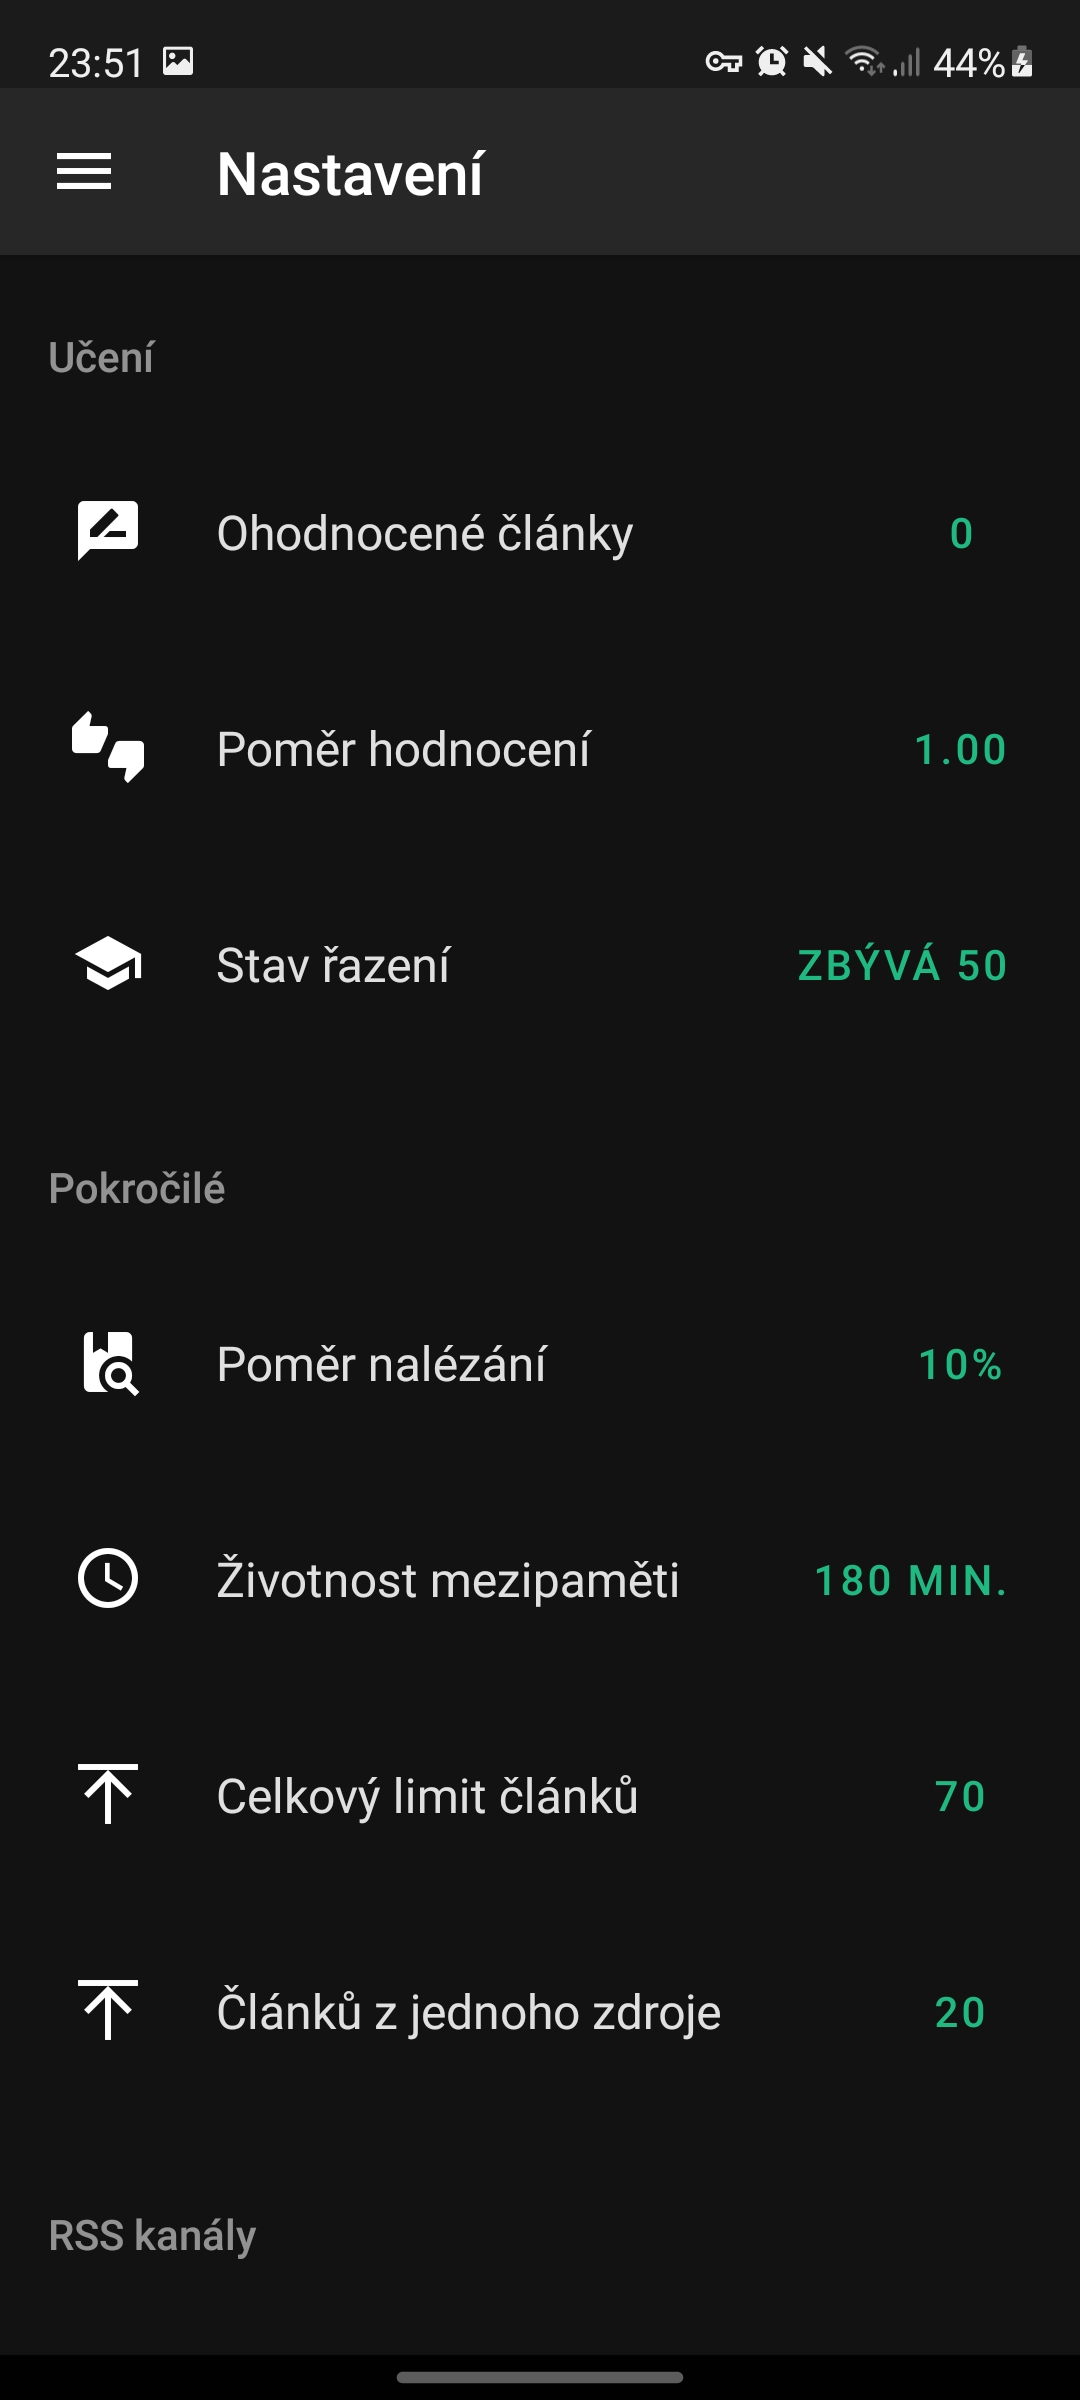 23:51 44%
Nastavení
Učení
Ohodnocené články 0
Poměr hodnocení 1.00
Stav řazení ZBÝVÁ 50
Pokročilé
Poměr nalézání 10%
Životnost mezipaměti 180 MIN.
Celkový limit článků 70
Článků z jednoho zdroje 20
RSS kanály